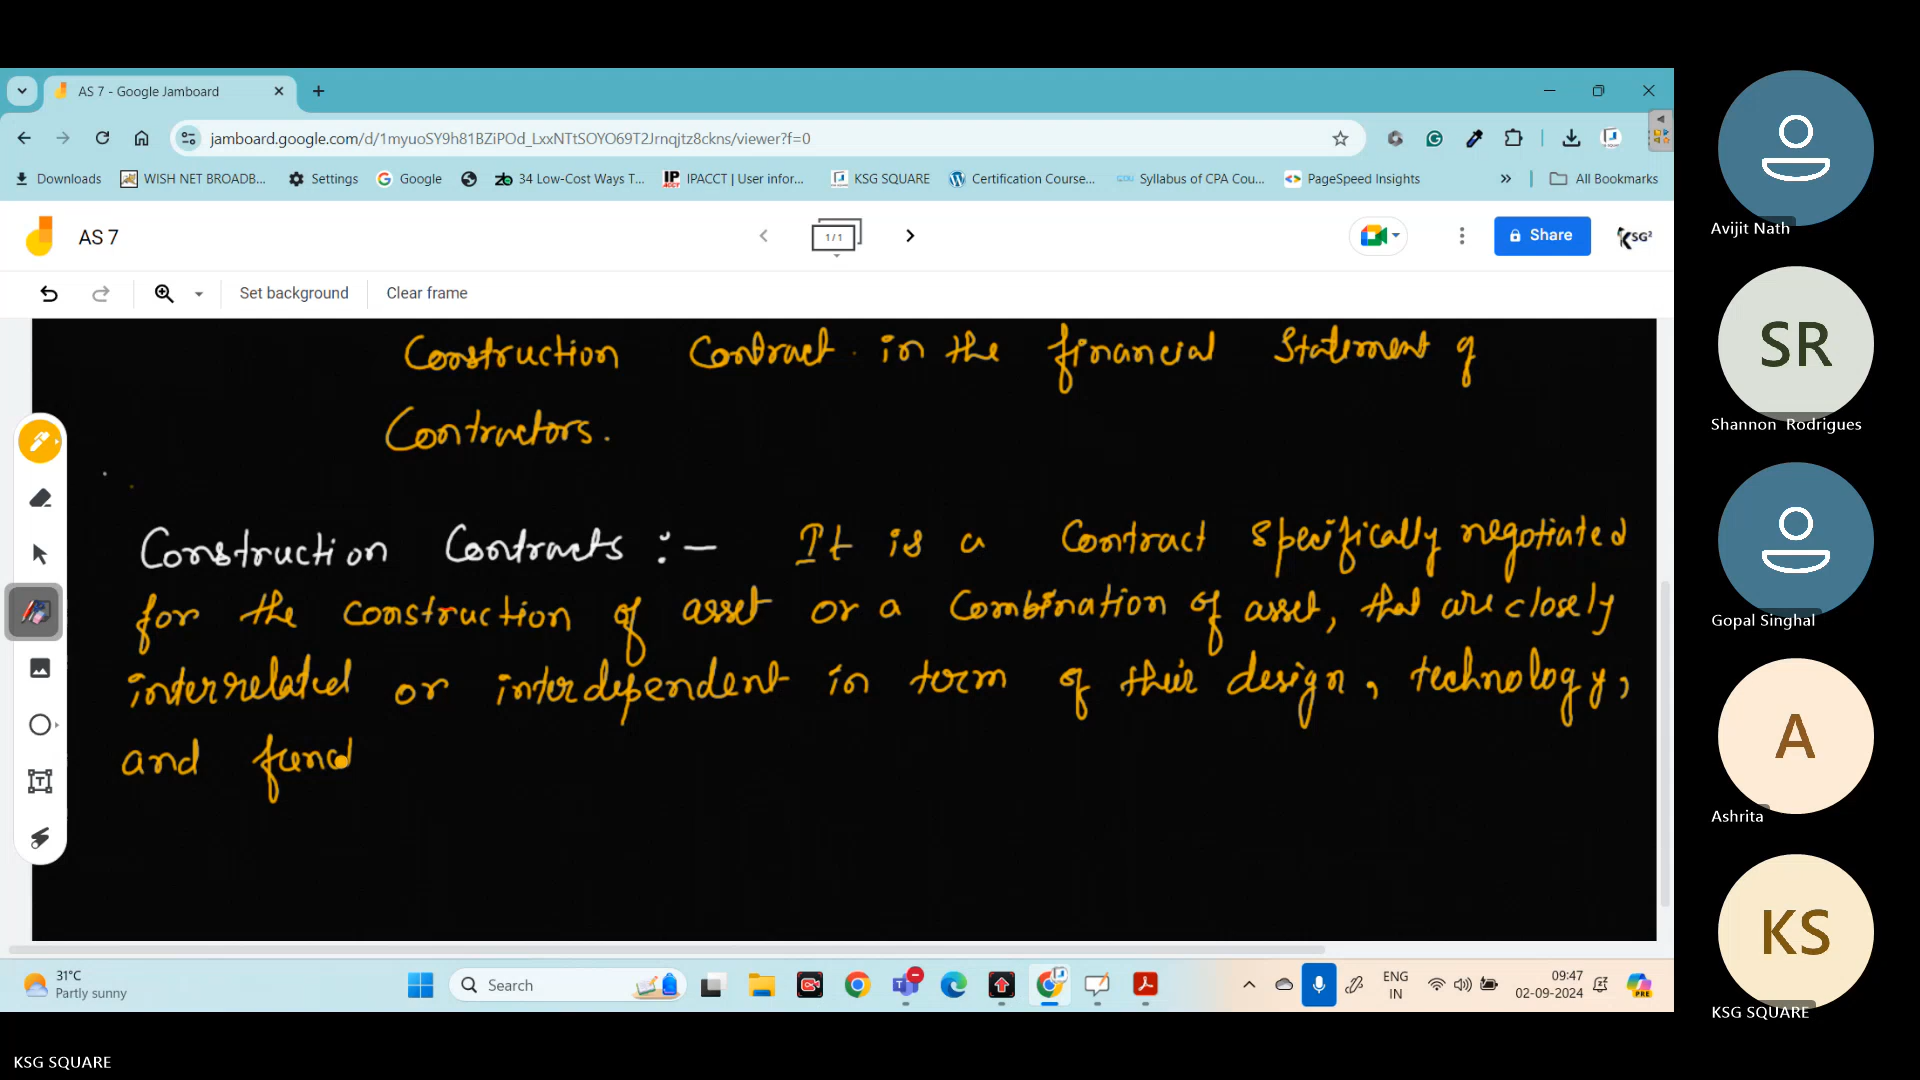 AS 7 - Google Jamboard
jamboard.google.com/d/1myuoSY9h81BZiPOd_LxxNTtSOYO69T2Jrnqjtz8ckns/viewer?f=0
Downloads WISH NET BROADB... Settings Google 34 Low-Cost Ways T... IPACCT | User infor... KSG SQUARE Certification Course... Syllabus of CPA Cou... PageSpeed Insights » All Bookmarks
AS 7
1/1
Share
KSG²
Set background Clear frame
Construction Contract in the financial Statement of
Contractors.
Construction Contracts :- It is a Contract specifically negotiated
for the construction of asset or a Combination of asset, that are closely
interrelated or interdependent in term of their design, technology,
and func
31°C
Partly sunny
Search
ENG
IN
09:47
02-09-2024
Avijit Nath
SR
Shannon Rodrigues
Gopal Singhal
A
Ashrita
KS
KSG SQUARE
KSG SQUARE